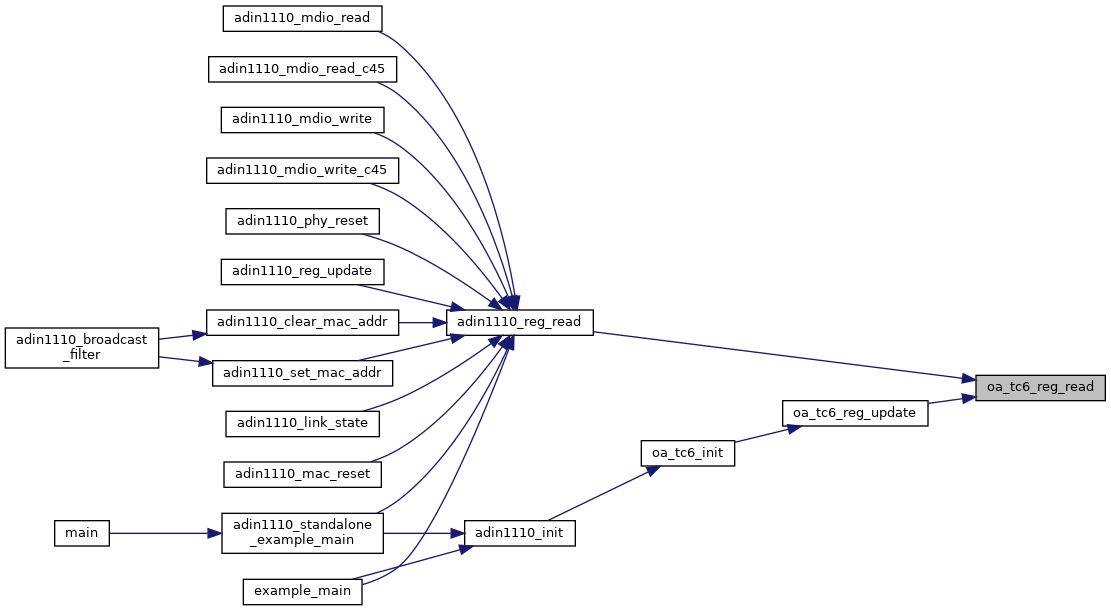 adin1110_mdio_read
adin1110_mdio_read_c45
adin1110_mdio_write
adin1110_mdio_write_c45
adin1110_phy_reset
adin1110_reg_update
adin1110_clear_mac_addr
adin1110_reg_read
adin1110_broadcast
_filter
adin1110_set_mac_addr
oa_tc6_reg_read
oa_tc6_reg_update
adin1110_link_state
oa_tc6_init
adin1110_mac_reset
main
adin1110_standalone
_example_main
adin1110_init
example_main